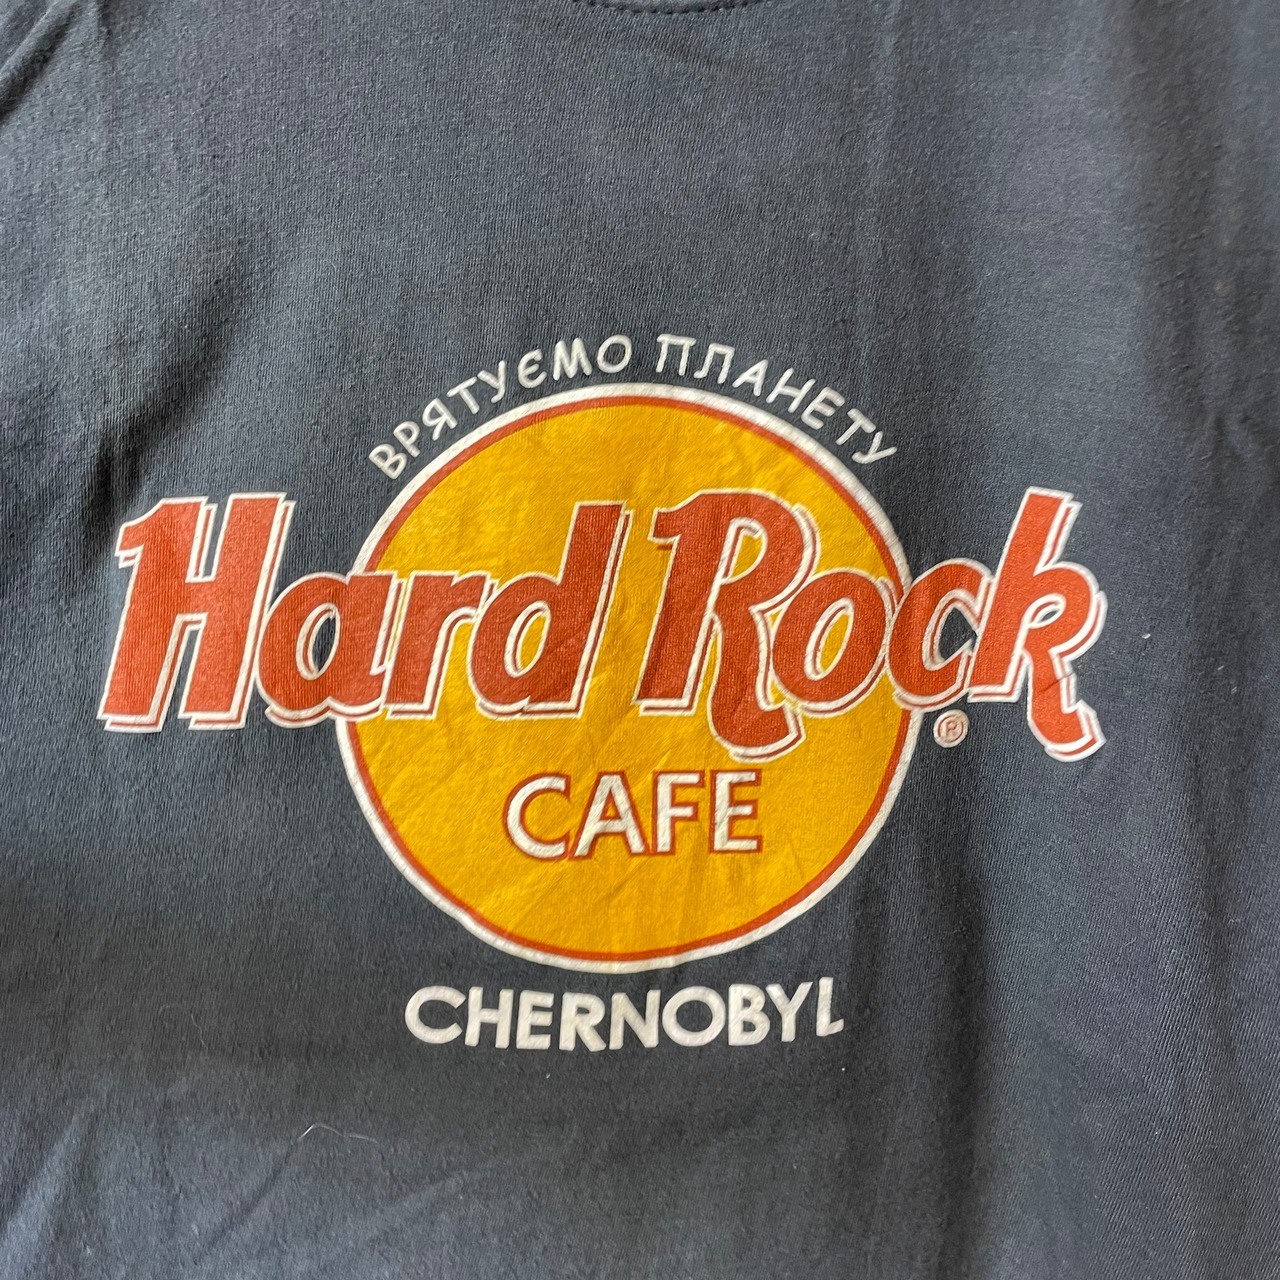 ВРЯТУЄМО ПЛАНЕТУ
Hard Rock
®
CAFE
CHERNOBYL